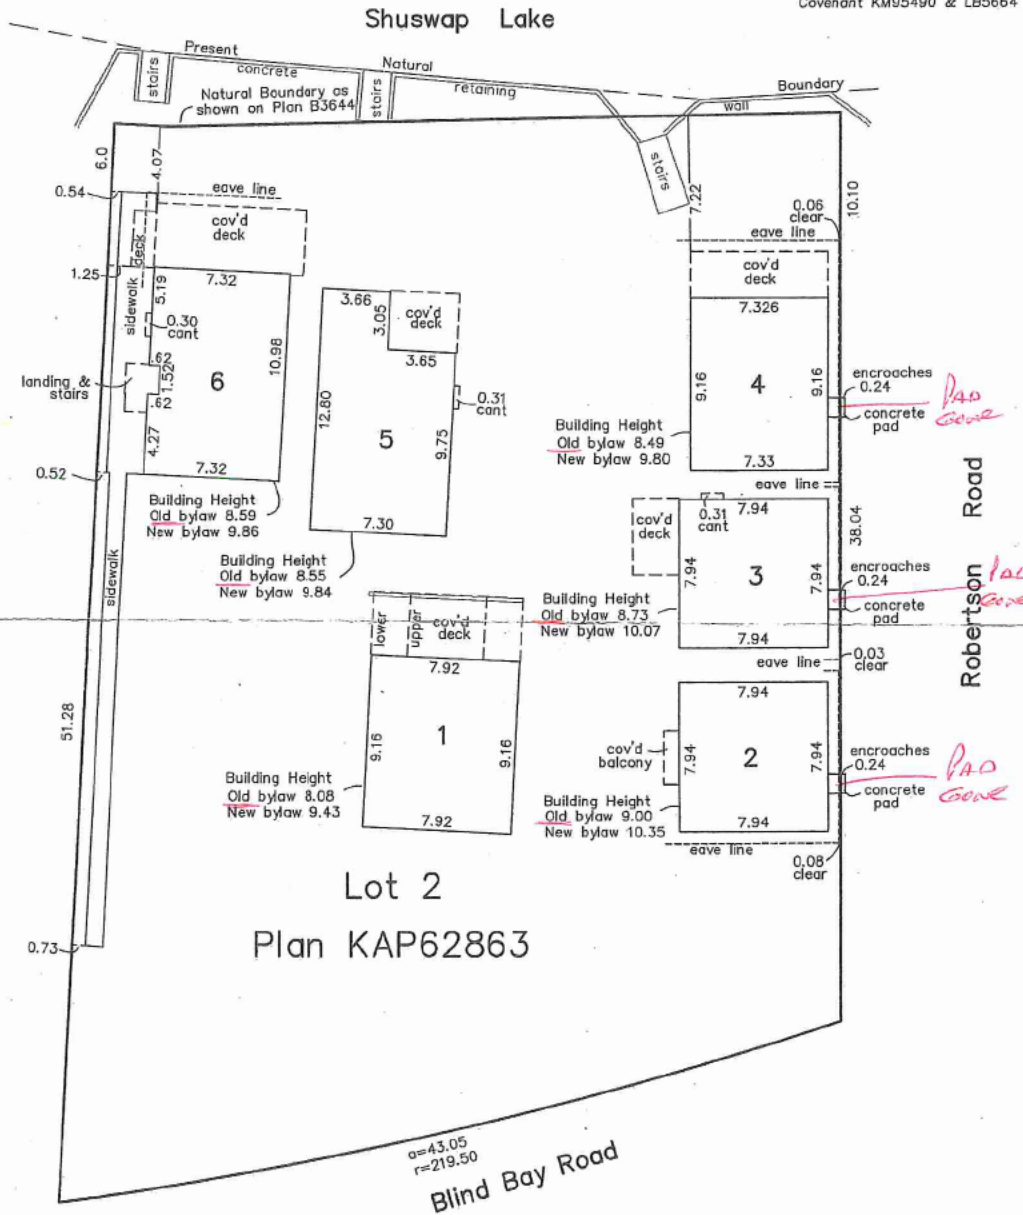 Covenant KM95490 & LB5664
Shuswap Lake
Present
Natural
Boundary
concrete
retaining
wall
stairs
stairs
stairs
Natural Boundary as
shown on Plan B3644
6.0
4.07
0.54
eave line
cov'd
deck
deck
1.25
sidewalk
5.19
7.32
0.30
cant
.62
1.52
.62
landing &
stairs
6
10.98
4.27
7.32
0.52
Building Height
Old bylaw 8.59
New bylaw 9.86
3.66
3.05
cov'd
deck
3.65
12.80
5
0.31
cant
9.75
7.30
Building Height
Old bylaw 8.55
New bylaw 9.84
7.22
0.06
clear
10.10
eave line
cov'd
deck
7.326
9.16
4
9.16
encroaches
0.24
concrete
pad
PAD
GONE
Building Height
Old bylaw 8.49
New bylaw 9.80
7.33
eave line
cov'd
deck
0.31
cant
7.94
7.94
3
7.94
38.04
encroaches
0.24
concrete
pad
PAD
GONE
Building Height
Old bylaw 8.73
New bylaw 10.07
7.94
eave line
0.03
clear
Robertson Road
sidewalk
lower
upper
cov'd
deck
7.92
9.16
1
9.16
Building Height
Old bylaw 8.08
New bylaw 9.43
7.92
7.94
cov'd
balcony
7.94
2
7.94
encroaches
0.24
concrete
pad
PAD
GONE
Building Height
Old bylaw 9.00
New bylaw 10.35
7.94
eave line
0.08
clear
51.28
0.73
Lot 2
Plan KAP62863
a=43.05
r=219.50
Blind Bay Road